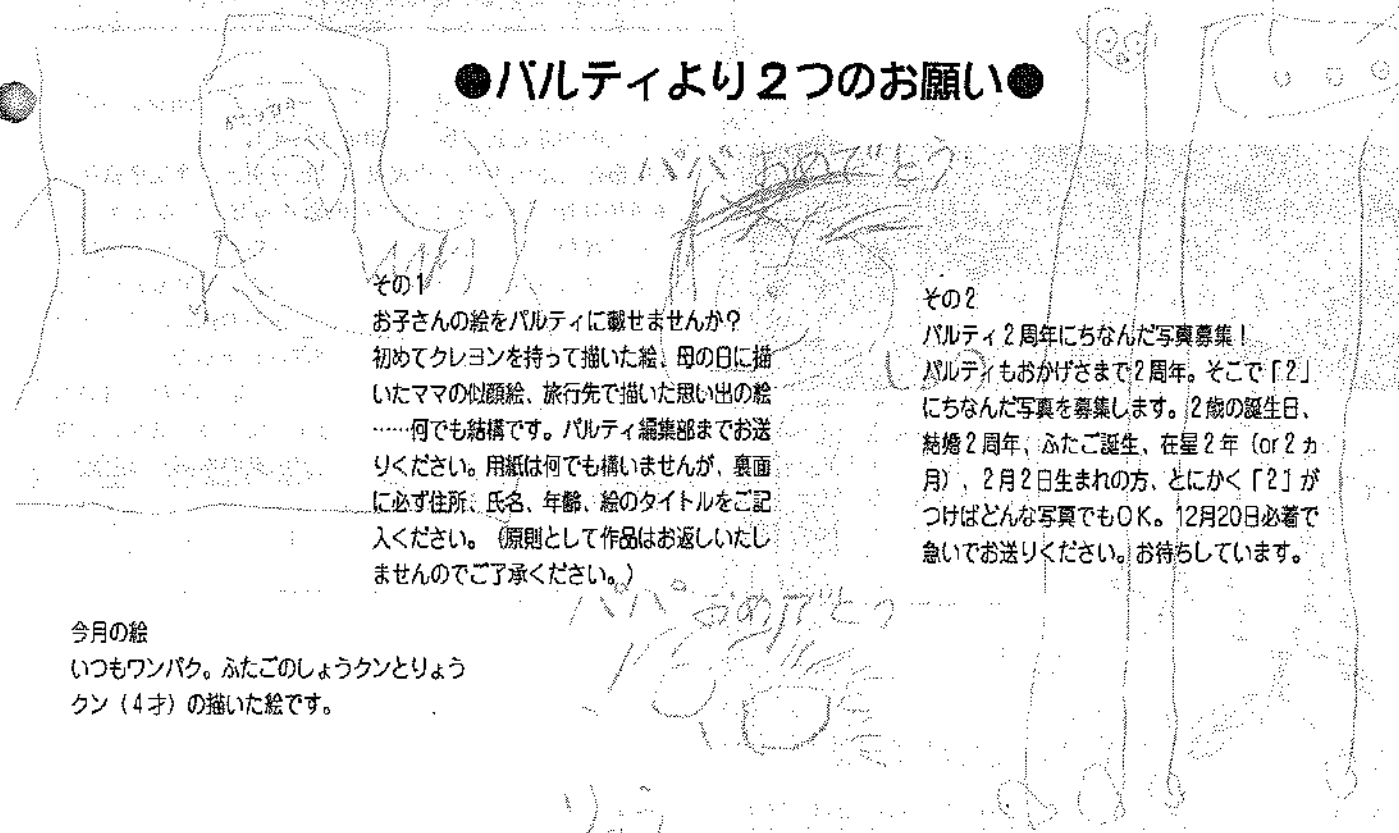 ●パルティより２つのお願い●
パパ おめでとう
その1
お子さんの絵をパルティに載せませんか？
初めてクレヨンを持って描いた絵、母の日に描
いたママの似顔絵、旅行先で描いた思い出の絵
……何でも結構です。パルティ編集部までお送
りください。用紙は何でも構いませんが、裏面
に必ず住所、氏名、年齢、絵のタイトルをご記
入ください。（原則として作品はお返しいたし
ませんのでご了承ください。）
その２
パルティ２周年にちなんだ写真募集！
パルティもおかげさまで２周年。そこで「２」
にちなんだ写真を募集します。２歳の誕生日、
結婚２周年、ふたご誕生、在星２年（or２ヵ
月）、２月２日生まれの方、とにかく「２」が
つけばどんな写真でもＯＫ。12月20日必着で
急いでお送りください。お待ちしています。
パパ おめでとう
今月の絵
いつもワンパク。ふたごのしょうクンとりょう
クン（４才）の描いた絵です。
りょう